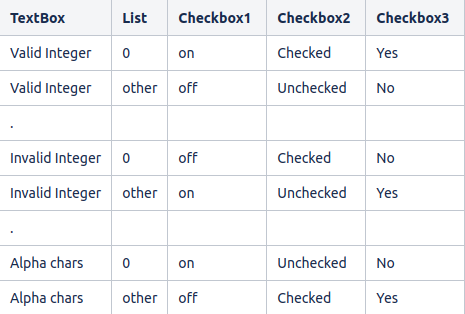 TextBox List Checkbox1 Checkbox2 Checkbox3
Valid Integer 0 on Checked Yes
Valid Integer other off Unchecked No
.
Invalid Integer 0 off Checked No
Invalid Integer other on Unchecked Yes
.
Alpha chars 0 on Unchecked No
Alpha chars other off Checked Yes